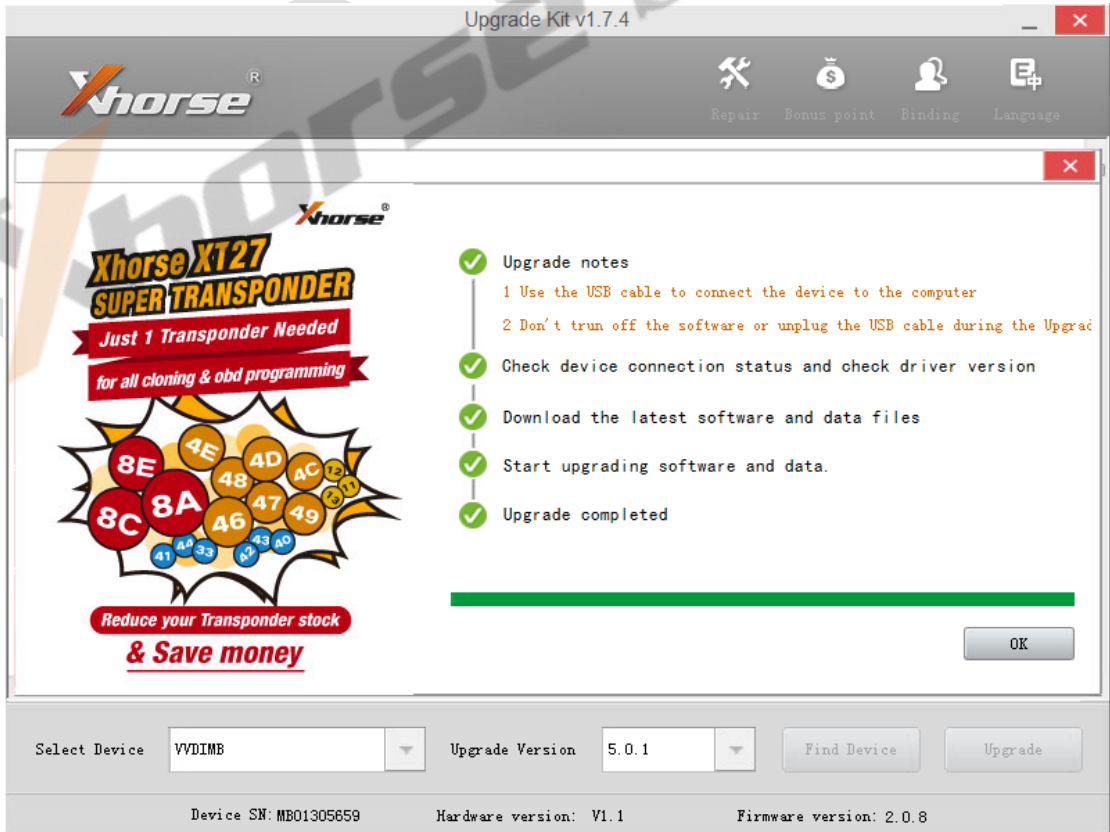 Upgrade Kit v1.7.4
Xhorse®
Repair Bonus point Binding Language
Xhorse
Xhorse®
Xhorse XT27
SUPER TRANSPONDER
Just 1 Transponder Needed
for all cloning & obd programming
8E 4E 4D 4C 12
48 13 11
8C 8A 46 47 49
41 44 33 42 43 40
Reduce your Transponder stock
& Save money
Upgrade notes
1 Use the USB cable to connect the device to the computer
2 Don't trun off the software or unplug the USB cable during the Upgrad
Check device connection status and check driver version
Download the latest software and data files
Start upgrading software and data.
Upgrade completed
OK
Select Device VVDIMB Upgrade Version 5.0.1 Find Device Upgrade
Device SN: MB01305659 Hardware version: V1.1 Firmware version: 2.0.8